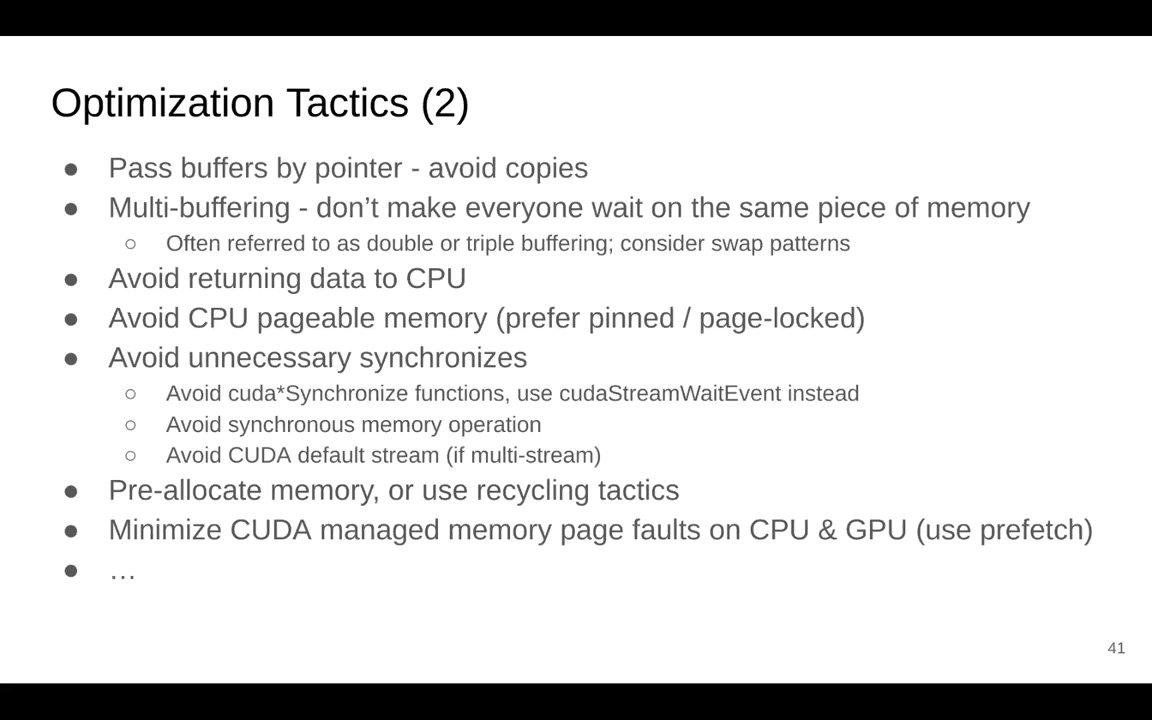 Optimization Tactics (2)
● Pass buffers by pointer - avoid copies
● Multi-buffering - don’t make everyone wait on the same piece of memory
○ Often referred to as double or triple buffering; consider swap patterns
● Avoid returning data to CPU
● Avoid CPU pageable memory (prefer pinned / page-locked)
● Avoid unnecessary synchronizes
○ Avoid cuda*Synchronize functions, use cudaStreamWaitEvent instead
○ Avoid synchronous memory operation
○ Avoid CUDA default stream (if multi-stream)
● Pre-allocate memory, or use recycling tactics
● Minimize CUDA managed memory page faults on CPU & GPU (use prefetch)
● …
41